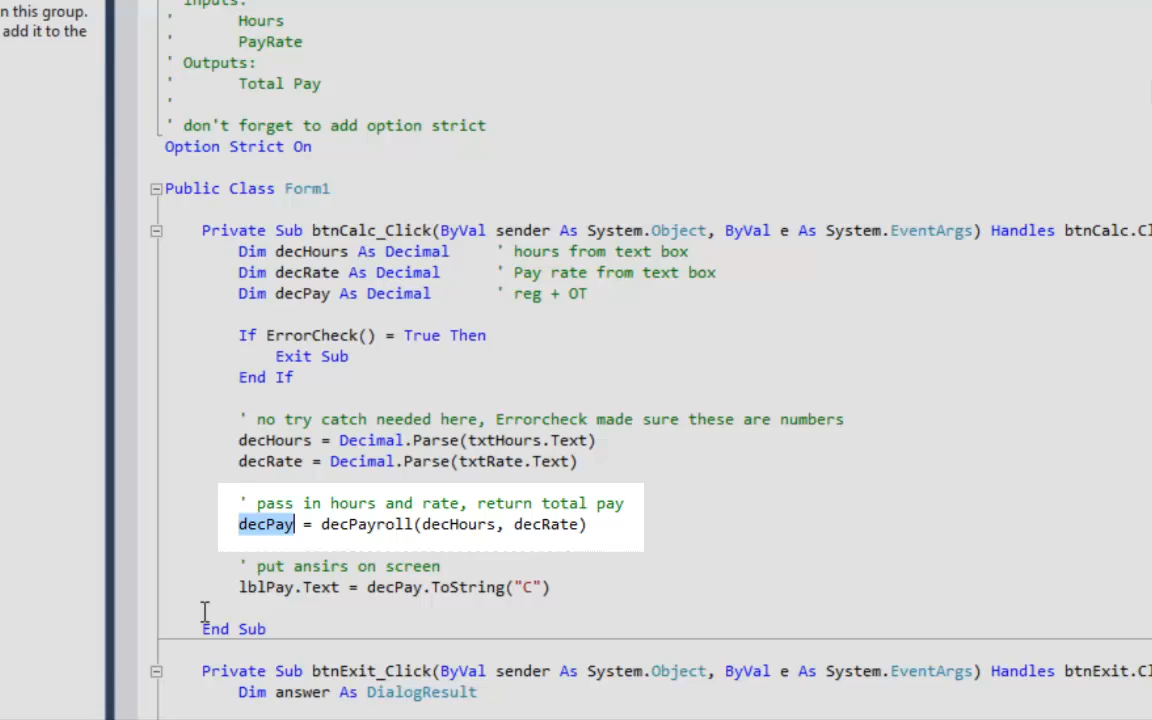 n this group.
add it to the
' Inputs:
' Hours
' PayRate
' Outputs:
' Total Pay
'
' don't forget to add option strict
Option Strict On
Public Class Form1
Private Sub btnCalc_Click(ByVal sender As System.Object, ByVal e As System.EventArgs) Handles btnCalc.Cl
Dim decHours As Decimal ' hours from text box
Dim decRate As Decimal ' Pay rate from text box
Dim decPay As Decimal ' reg + OT
If ErrorCheck() = True Then
Exit Sub
End If
' no try catch needed here, Errorcheck made sure these are numbers
decHours = Decimal.Parse(txtHours.Text)
decRate = Decimal.Parse(txtRate.Text)
' pass in hours and rate, return total pay
decPay = decPayroll(decHours, decRate)
' put ansirs on screen
lblPay.Text = decPay.ToString("C")
End Sub
Private Sub btnExit_Click(ByVal sender As System.Object, ByVal e As System.EventArgs) Handles btnExit.Cl
Dim answer As DialogResult